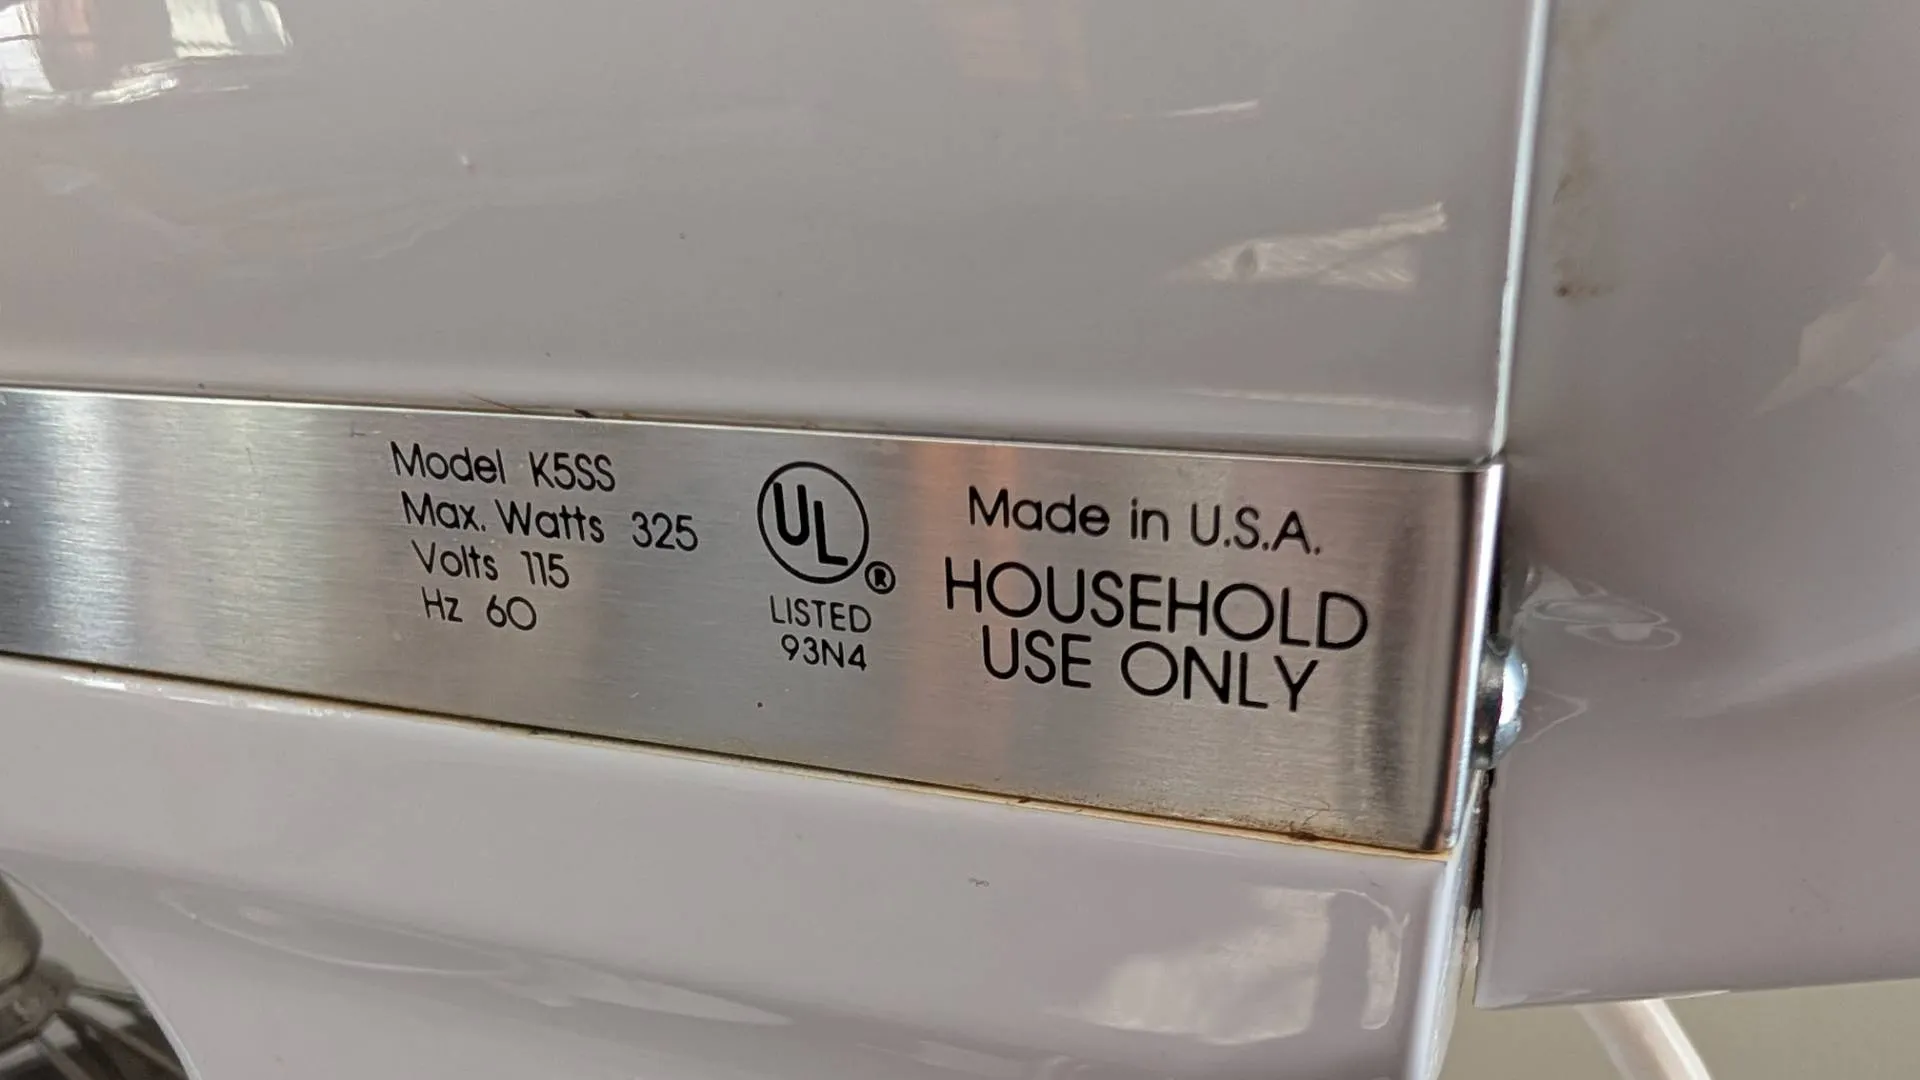 Model K5SS
Max. Watts 325
Volts 115
Hz 60
UL®
LISTED
93N4
Made in U.S.A.
HOUSEHOLD
USE ONLY